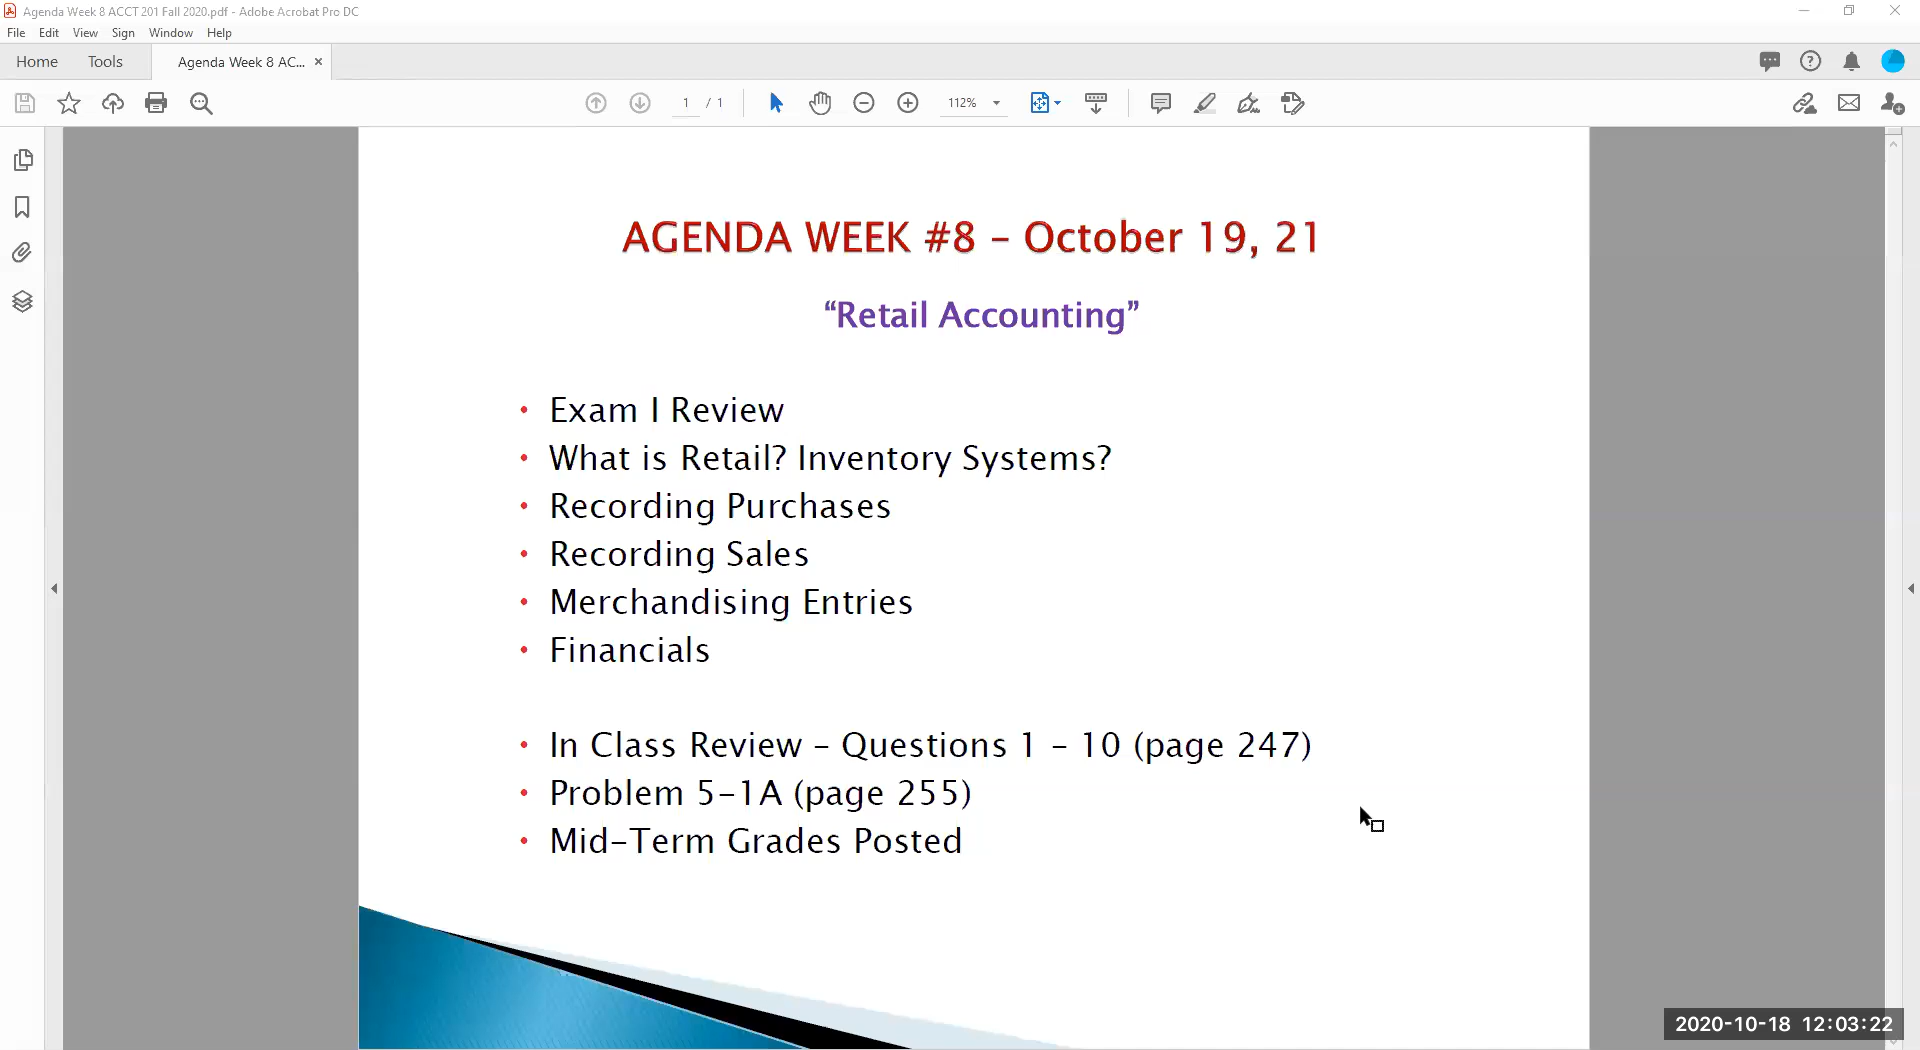 Agenda Week 8 ACCT 201 Fall 2020.pdf - Adobe Acrobat Pro DC
File Edit View Sign Window Help
Home Tools Agenda Week 8 AC... ×
1 / 1 112%
AGENDA WEEK #8 – October 19, 21
“Retail Accounting”
• Exam I Review
• What is Retail? Inventory Systems?
• Recording Purchases
• Recording Sales
• Merchandising Entries
• Financials
• In Class Review – Questions 1 – 10 (page 247)
• Problem 5–1A (page 255)
• Mid–Term Grades Posted
2020-10-18 12:03:22